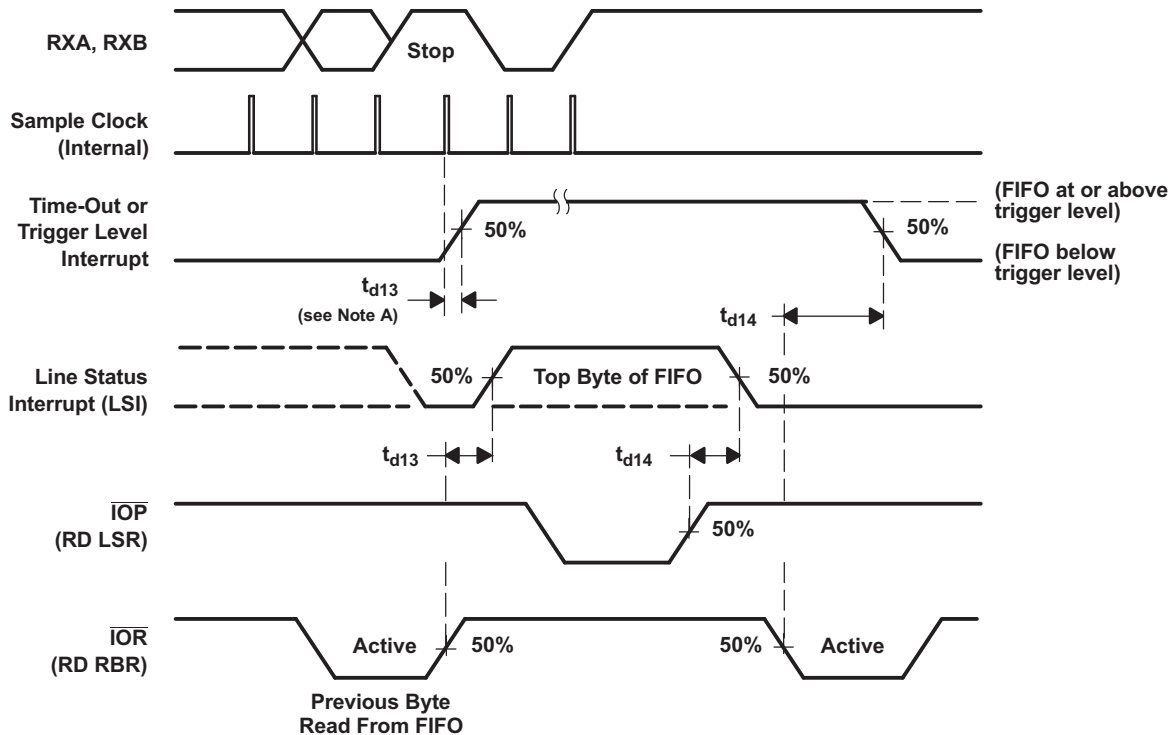 RXA, RXB
Stop
Sample Clock
(Internal)
Time-Out or
Trigger Level
Interrupt
50%
50%
(FIFO at or above
trigger level)
(FIFO below
trigger level)
td13
(see Note A)
td14
Line Status
Interrupt (LSI)
50%
Top Byte of FIFO
50%
td13
td14
IOP
(RD LSR)
50%
IOR
(RD RBR)
Active
50%
50%
Active
Previous Byte
Read From FIFO